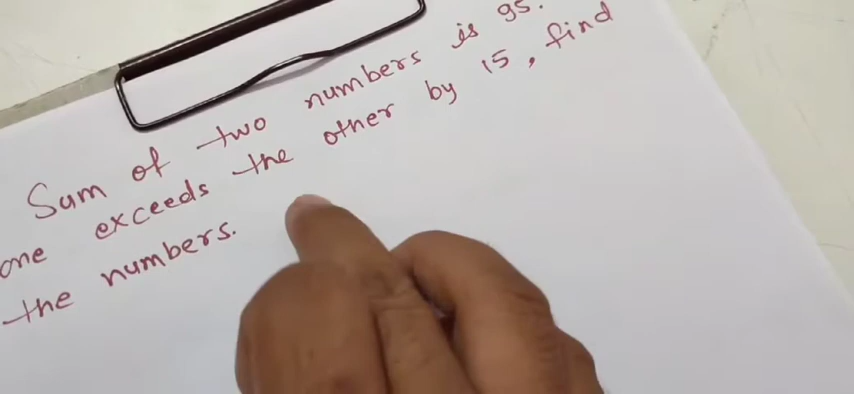 Sum of two numbers is 95.
one exceeds the other by 15, find
the numbers.